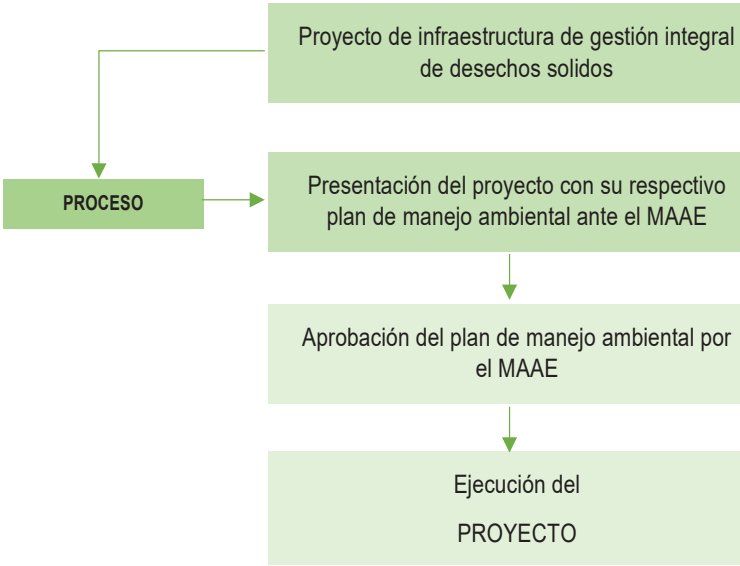 Proyecto de infraestructura de gestión integral
de desechos solidos
PROCESO
Presentación del proyecto con su respectivo
plan de manejo ambiental ante el MAAE
Aprobación del plan de manejo ambiental por
el MAAE
Ejecución del
PROYECTO